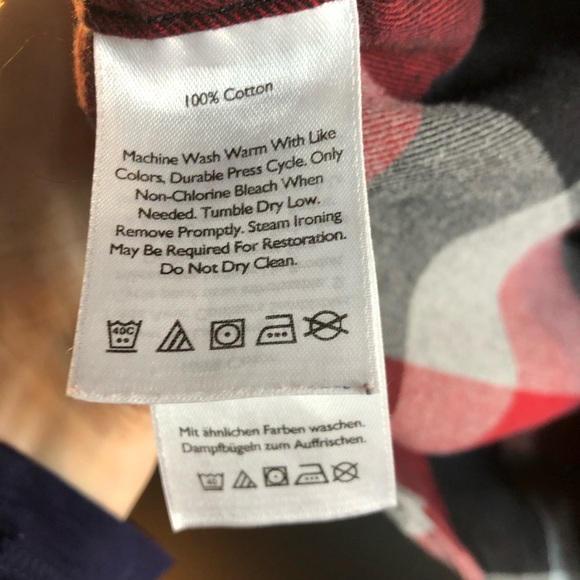 100% Cotton
Machine Wash Warm With Like
Colors, Durable Press Cycle. Only
Non-Chlorine Bleach When
Needed. Tumble Dry Low.
Remove Promptly. Steam Ironing
May Be Required For Restoration.
Do Not Dry Clean.
40C
Mit ähnlichen Farben waschen.
Dampfbügeln zum Auffrischen.
40